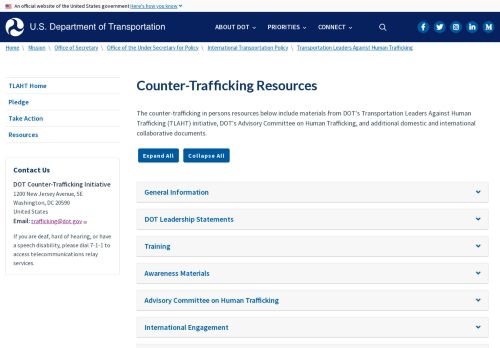 An official website of the United States government Here's how you know
U.S. Department of Transportation
ABOUT DOT
PRIORITIES
CONNECT
Home \ Mission \ Office of Secretary \ Office of the Under Secretary for Policy \ International Transportation Policy \ Transportation Leaders Against Human Trafficking
TLAHT Home
Pledge
Take Action
Resources
Contact Us
DOT Counter-Trafficking Initiative
1200 New Jersey Avenue, SE
Washington, DC 20590
United States
Email: trafficking@dot.gov
If you are deaf, hard of hearing, or have
a speech disability, please dial 7-1-1 to
access telecommunications relay
services.
Counter-Trafficking Resources
The counter-trafficking in persons resources below include materials from DOT's Transportation Leaders Against Human
Trafficking (TLAHT) initiative, DOT's Advisory Committee on Human Trafficking, and additional domestic and international
collaborative documents.
Expand All
Collapse All
General Information
DOT Leadership Statements
Training
Awareness Materials
Advisory Committee on Human Trafficking
International Engagement